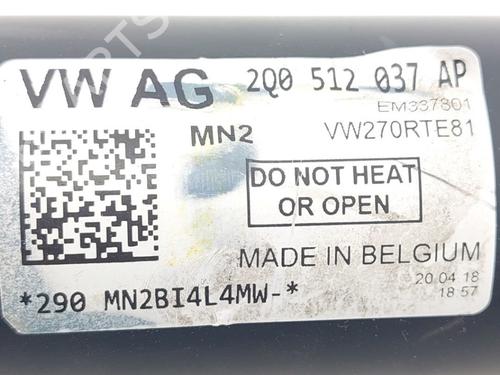 VW AG 2Q0 512 037 AP
EM337801
MN2 VW270RTE81
DO NOT HEAT
OR OPEN
MADE IN BELGIUM
20.04.18
18:57
*290 MN2BI4L4MW-*